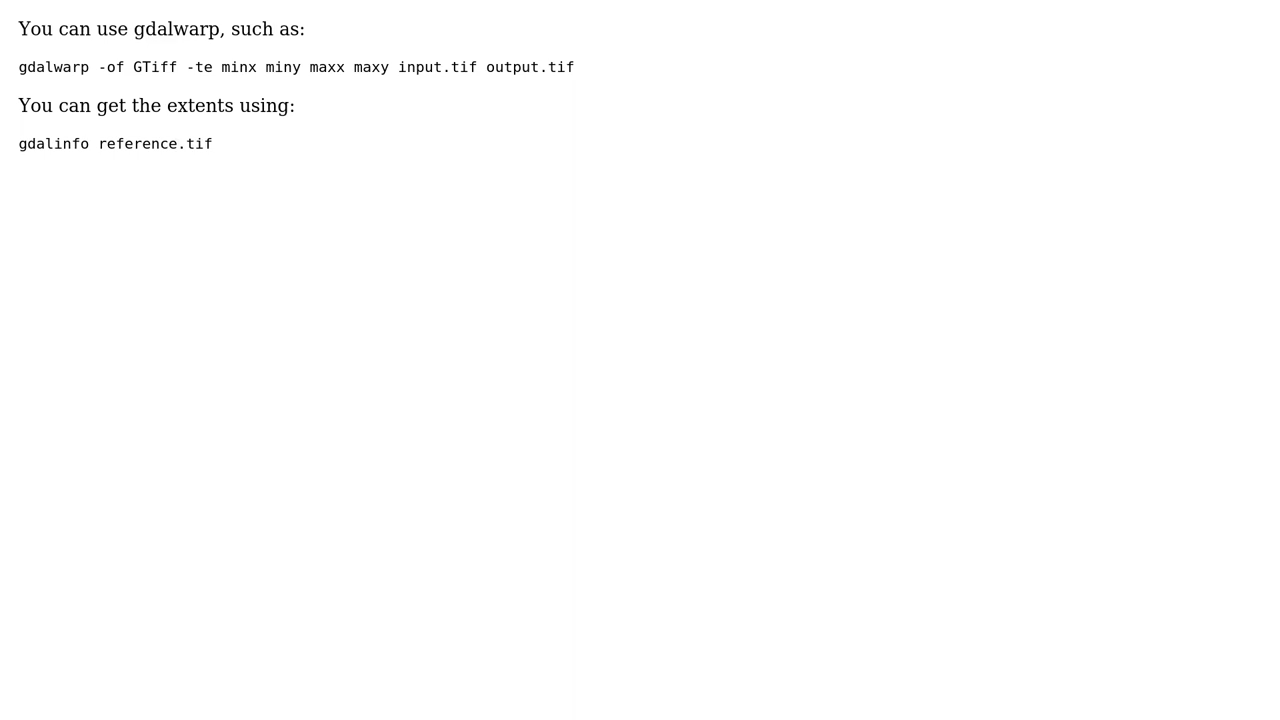 You can use gdalwarp, such as:
gdalwarp -of GTiff -te minx miny maxx maxy input.tif output.tif
You can get the extents using:
gdalinfo reference.tif